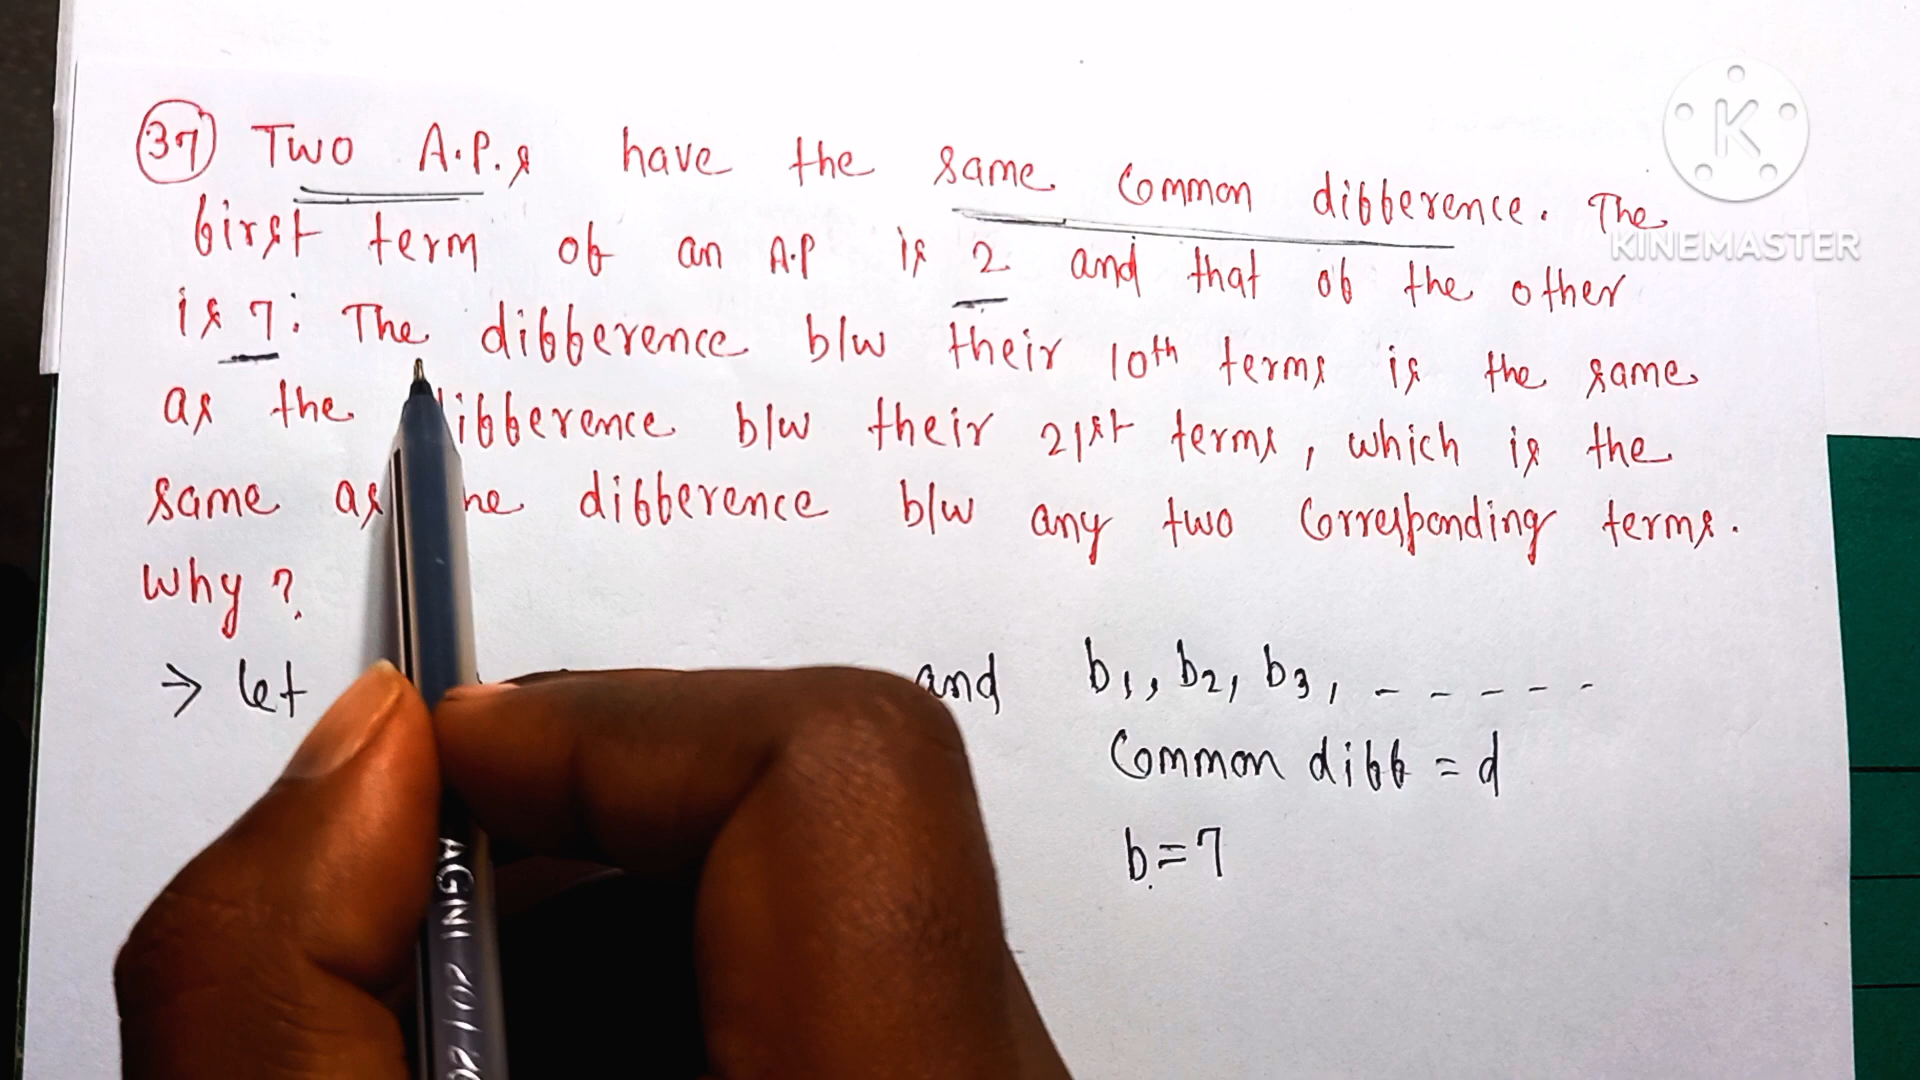 37 Two A.P.s have the same common difference. The
first term of an A.P is 2 and that of the other
is 7. The difference b/w their 10th terms is the same
as the difference b/w their 21st terms, which is the
same as he difference b/w any two corresponding terms.
Why?
→ let and b1, b2, b3, - - - - -
Common diff = d
b = 7
K
KINEMASTER
AGNI